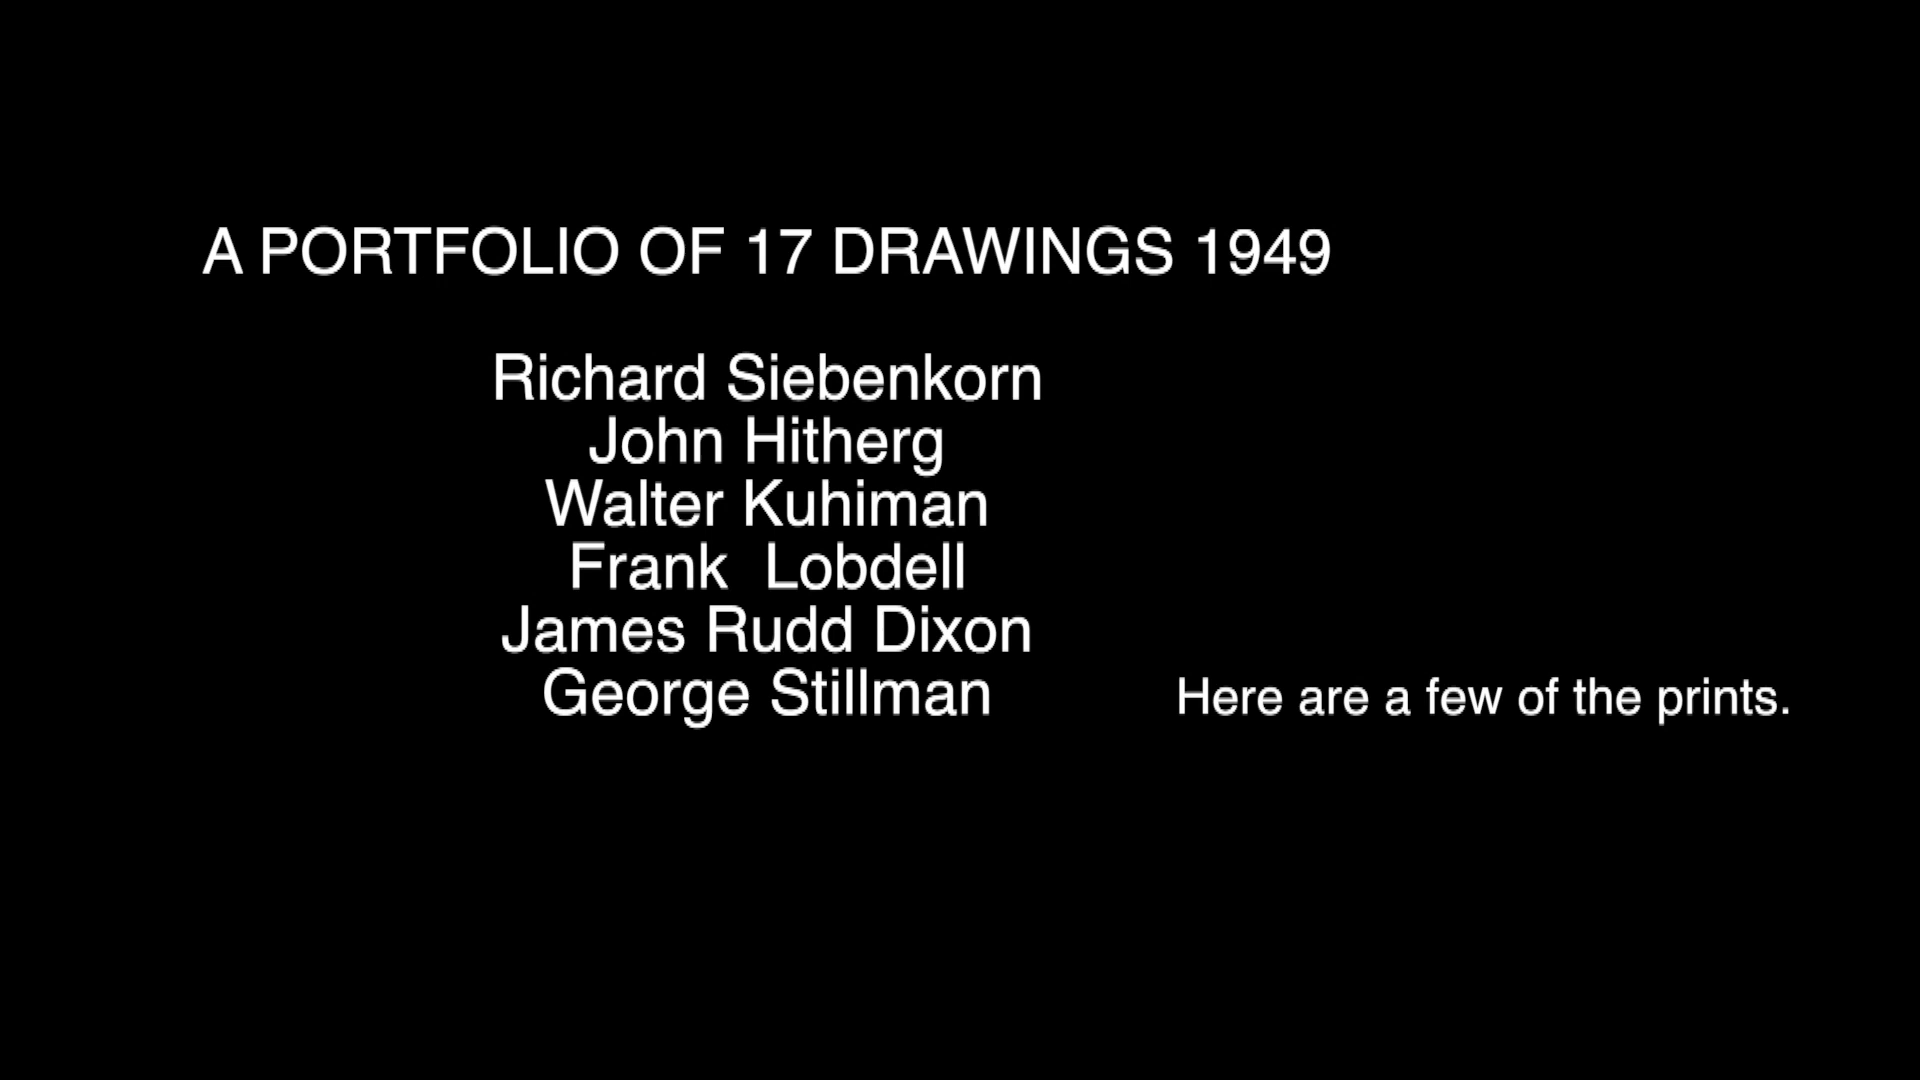 A PORTFOLIO OF 17 DRAWINGS 1949
Richard Siebenkorn
John Hitherg
Walter Kuhiman
Frank  Lobdell
James Rudd Dixon
George Stillman
Here are a few of the prints.